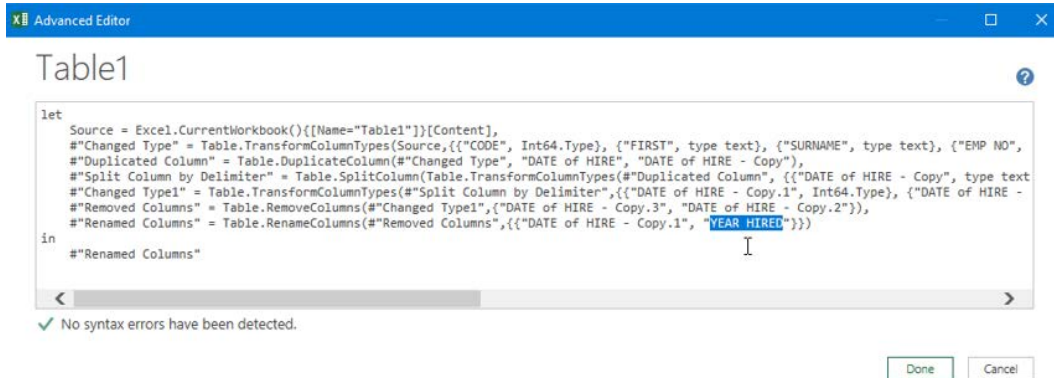 Advanced Editor
Table1
let
Source = Excel.CurrentWorkbook(){[Name="Table1"]}[Content],
#"Changed Type" = Table.TransformColumnTypes(Source,{{"CODE", Int64.Type}, {"FIRST", type text}, {"SURNAME", type text}, {"EMP NO",
#"Duplicated Column" = Table.DuplicateColumn(#"Changed Type", "DATE of HIRE", "DATE of HIRE - Copy"),
#"Split Column by Delimiter" = Table.SplitColumn(Table.TransformColumnTypes(#"Duplicated Column", {{"DATE of HIRE - Copy", type text
#"Changed Type1" = Table.TransformColumnTypes(#"Split Column by Delimiter",{{"DATE of HIRE - Copy.1", Int64.Type}, {"DATE of HIRE -
#"Removed Columns" = Table.RemoveColumns(#"Changed Type1",{"DATE of HIRE - Copy.3", "DATE of HIRE - Copy.2"}),
#"Renamed Columns" = Table.RenameColumns(#"Removed Columns",{{"DATE of HIRE - Copy.1", "YEAR HIRED"}})
in
#"Renamed Columns"
No syntax errors have been detected.
Done Cancel